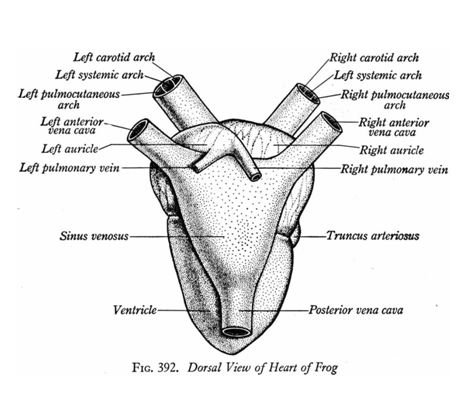 Left carotid arch
Left systemic arch
Left pulmocutaneous
arch
Left anterior
vena cava
Left auricle
Left pulmonary vein
Sinus venosus
Ventricle
Right carotid arch
Left systemic arch
Right pulmocutaneous
arch
Right anterior
vena cava
Right auricle
Right pulmonary vein
Truncus arteriosus
Posterior vena cava
FIG. 392. Dorsal View of Heart of Frog